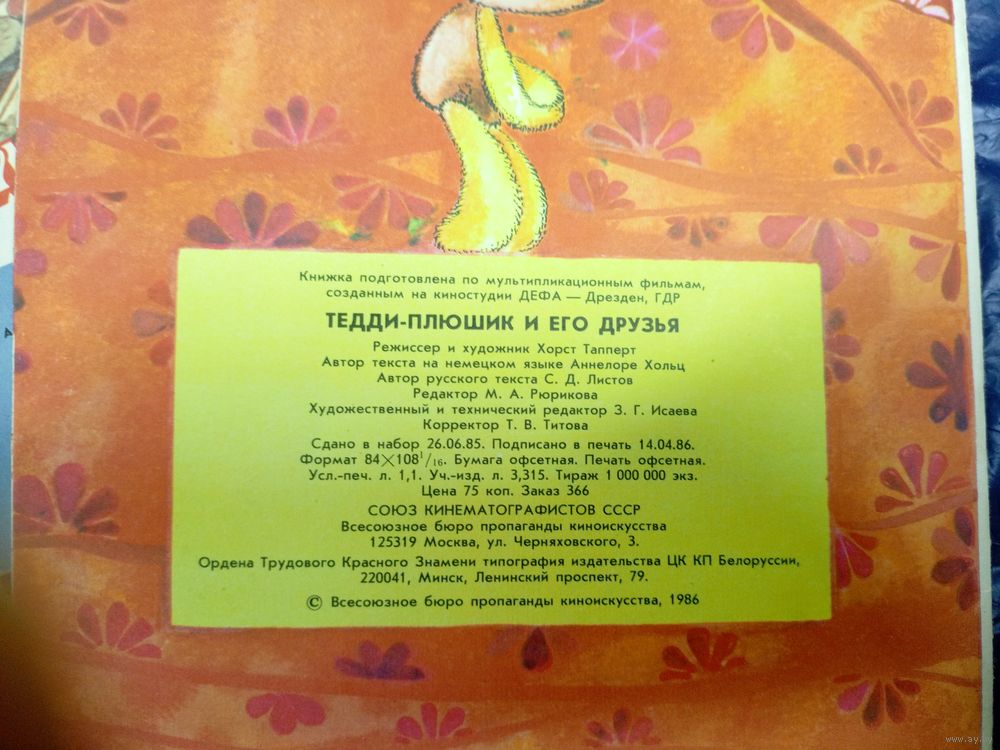 Книжка подготовлена по мультипликационным фильмам,
созданным на киностудии ДЕФА — Дрезден, ГДР
ТЕДДИ-ПЛЮШИК И ЕГО ДРУЗЬЯ
Режиссер и художник Хорст Тапперт
Автор текста на немецком языке Аннелоре Хольц
Автор русского текста С. Д. Листов
Редактор М. А. Рюрикова
Художественный и технический редактор З. Г. Исаева
Корректор Т. В. Титова
Сдано в набор 26.06.85. Подписано в печать 14.04.86.
Формат 84×108¹/₁₆. Бумага офсетная. Печать офсетная.
Усл.-печ. л. 1,1. Уч.-изд. л. 3,315. Тираж 1 000 000 экз.
Цена 75 коп. Заказ 366
СОЮЗ КИНЕМАТОГРАФИСТОВ СССР
Всесоюзное бюро пропаганды киноискусства
125319 Москва, ул. Черняховского, 3.
Ордена Трудового Красного Знамени типография издательства ЦК КП Белоруссии,
220041, Минск, Ленинский проспект, 79.
© Всесоюзное бюро пропаганды киноискусства, 1986